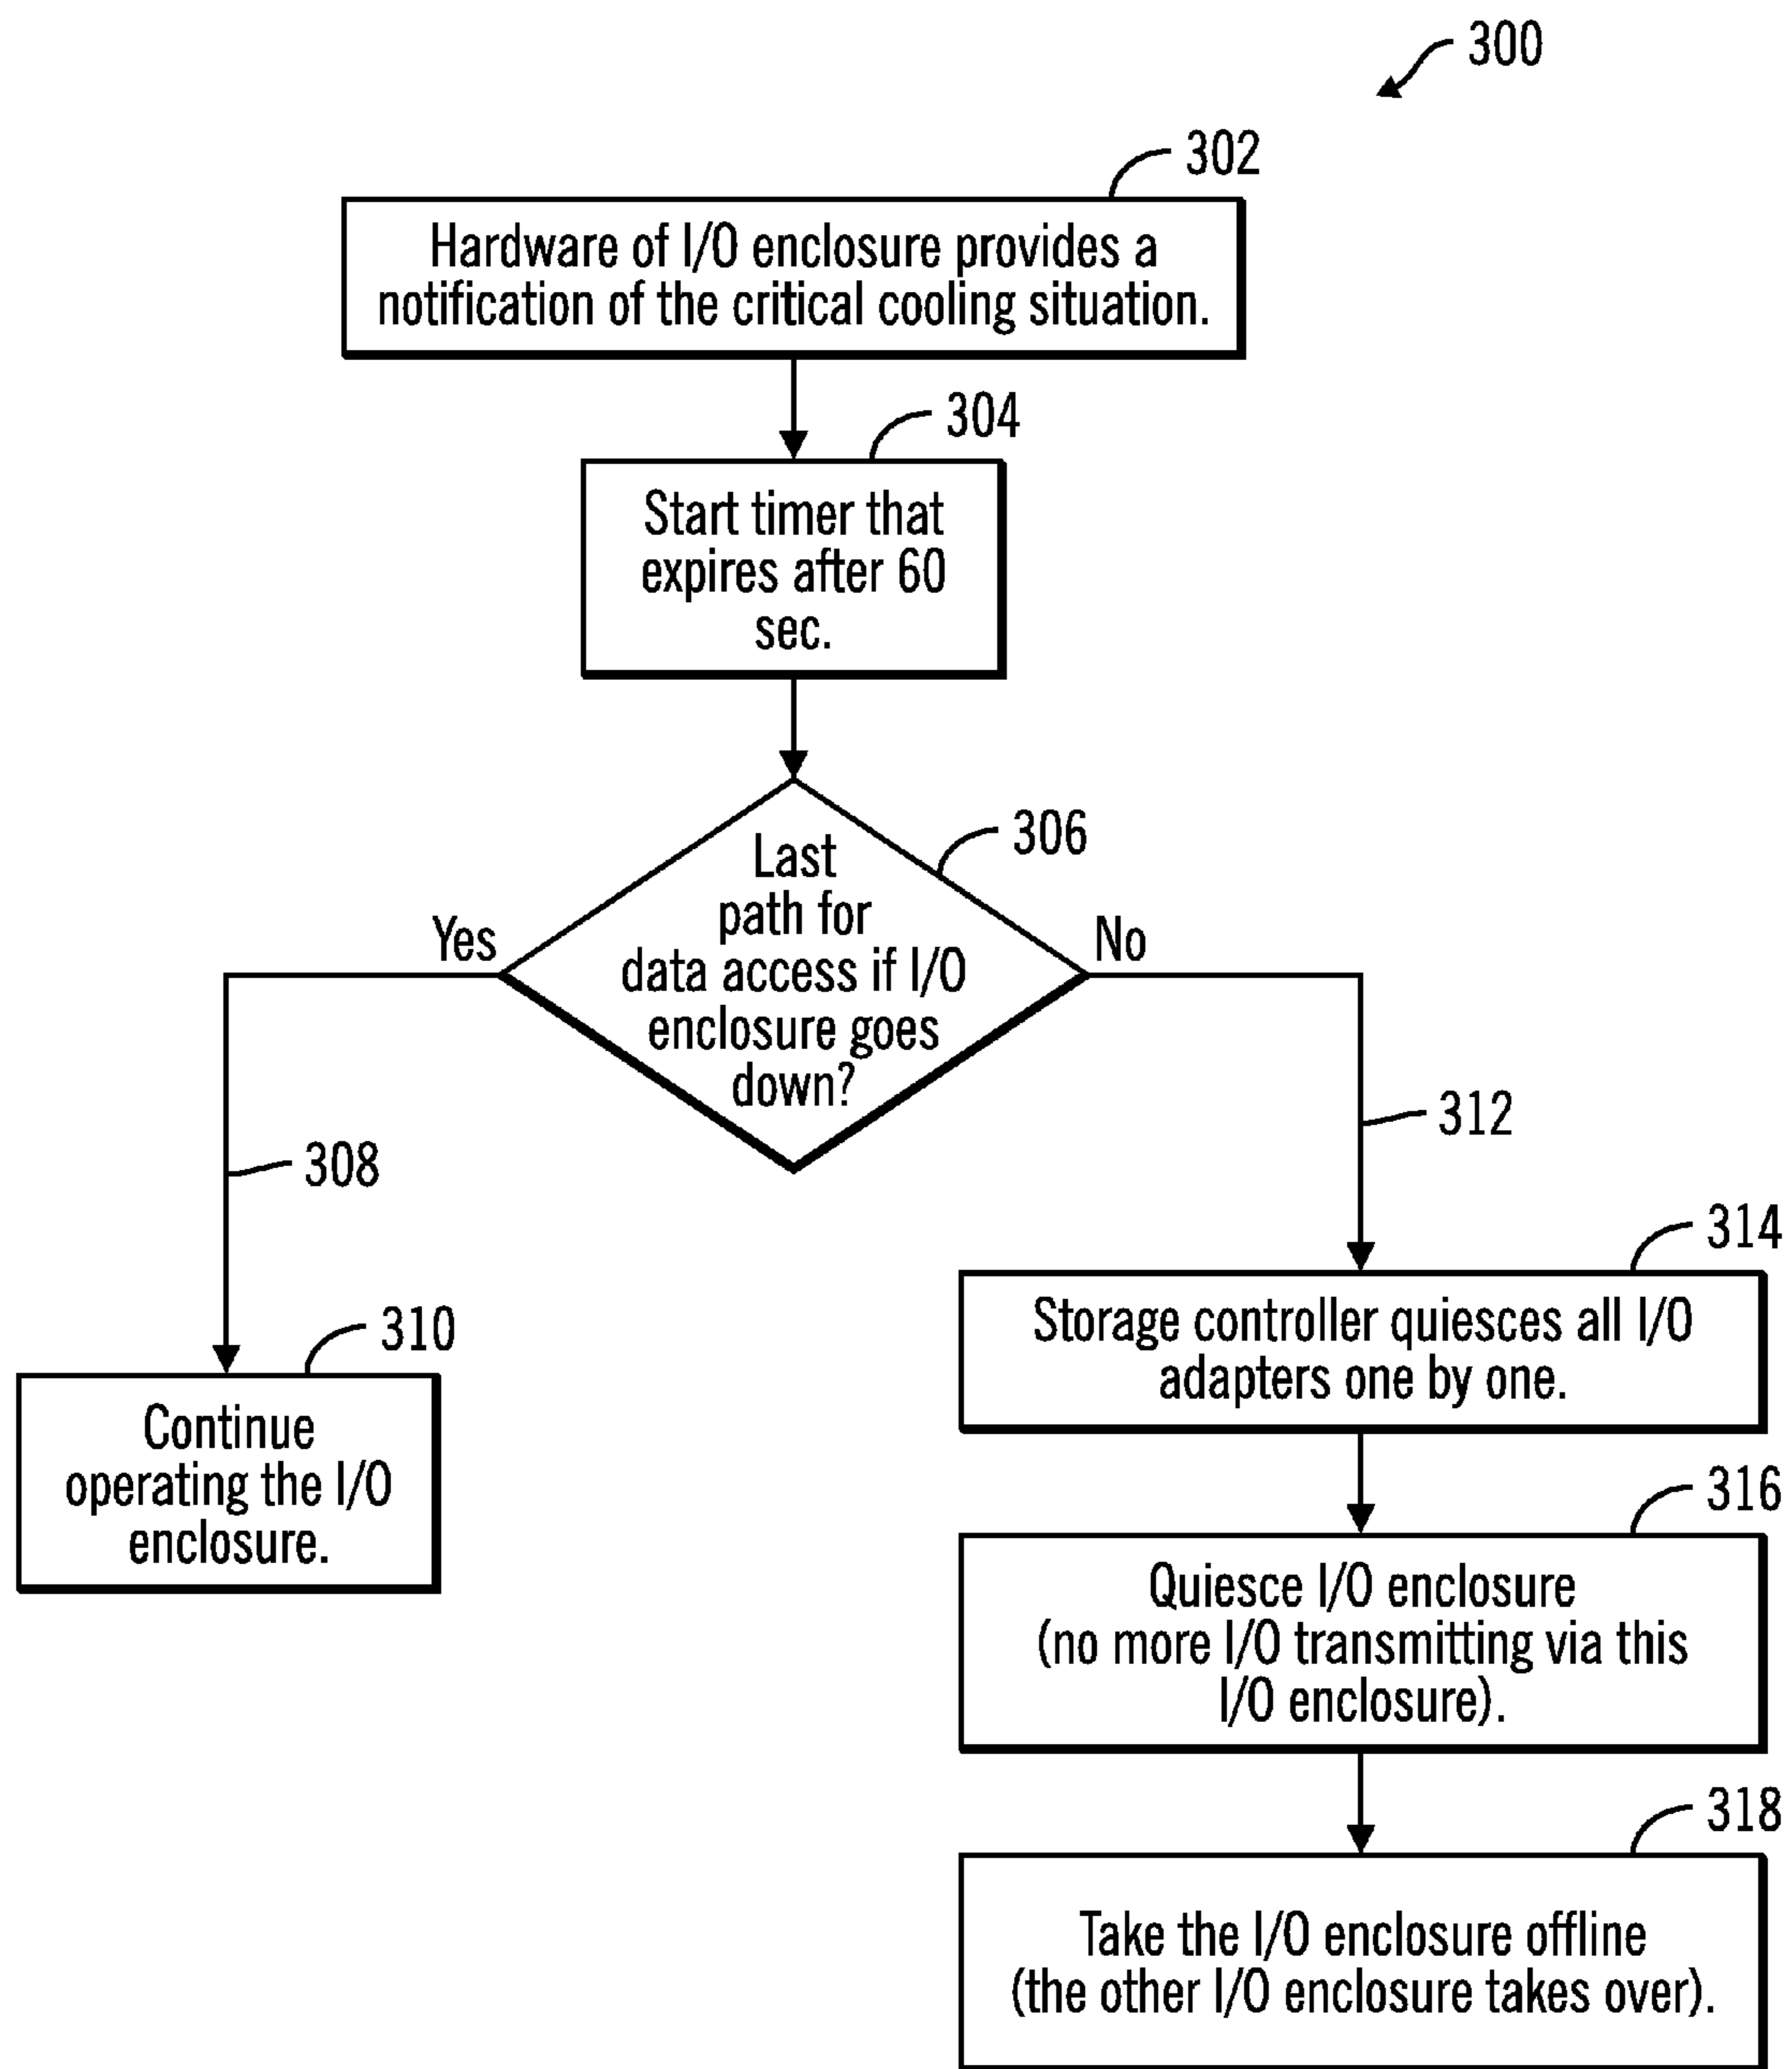 300
302
Hardware of I/O enclosure provides a
notification of the critical cooling situation.
304
Start timer that
expires after 60
sec.
306
Last
path for
data access if I/O
enclosure goes
down?
Yes
No
308
312
310
Continue
operating the I/O
enclosure.
314
Storage controller quiesces all I/O
adapters one by one.
316
Quiesce I/O enclosure
(no more I/O transmitting via this
I/O enclosure).
318
Take the I/O enclosure offline
(the other I/O enclosure takes over).